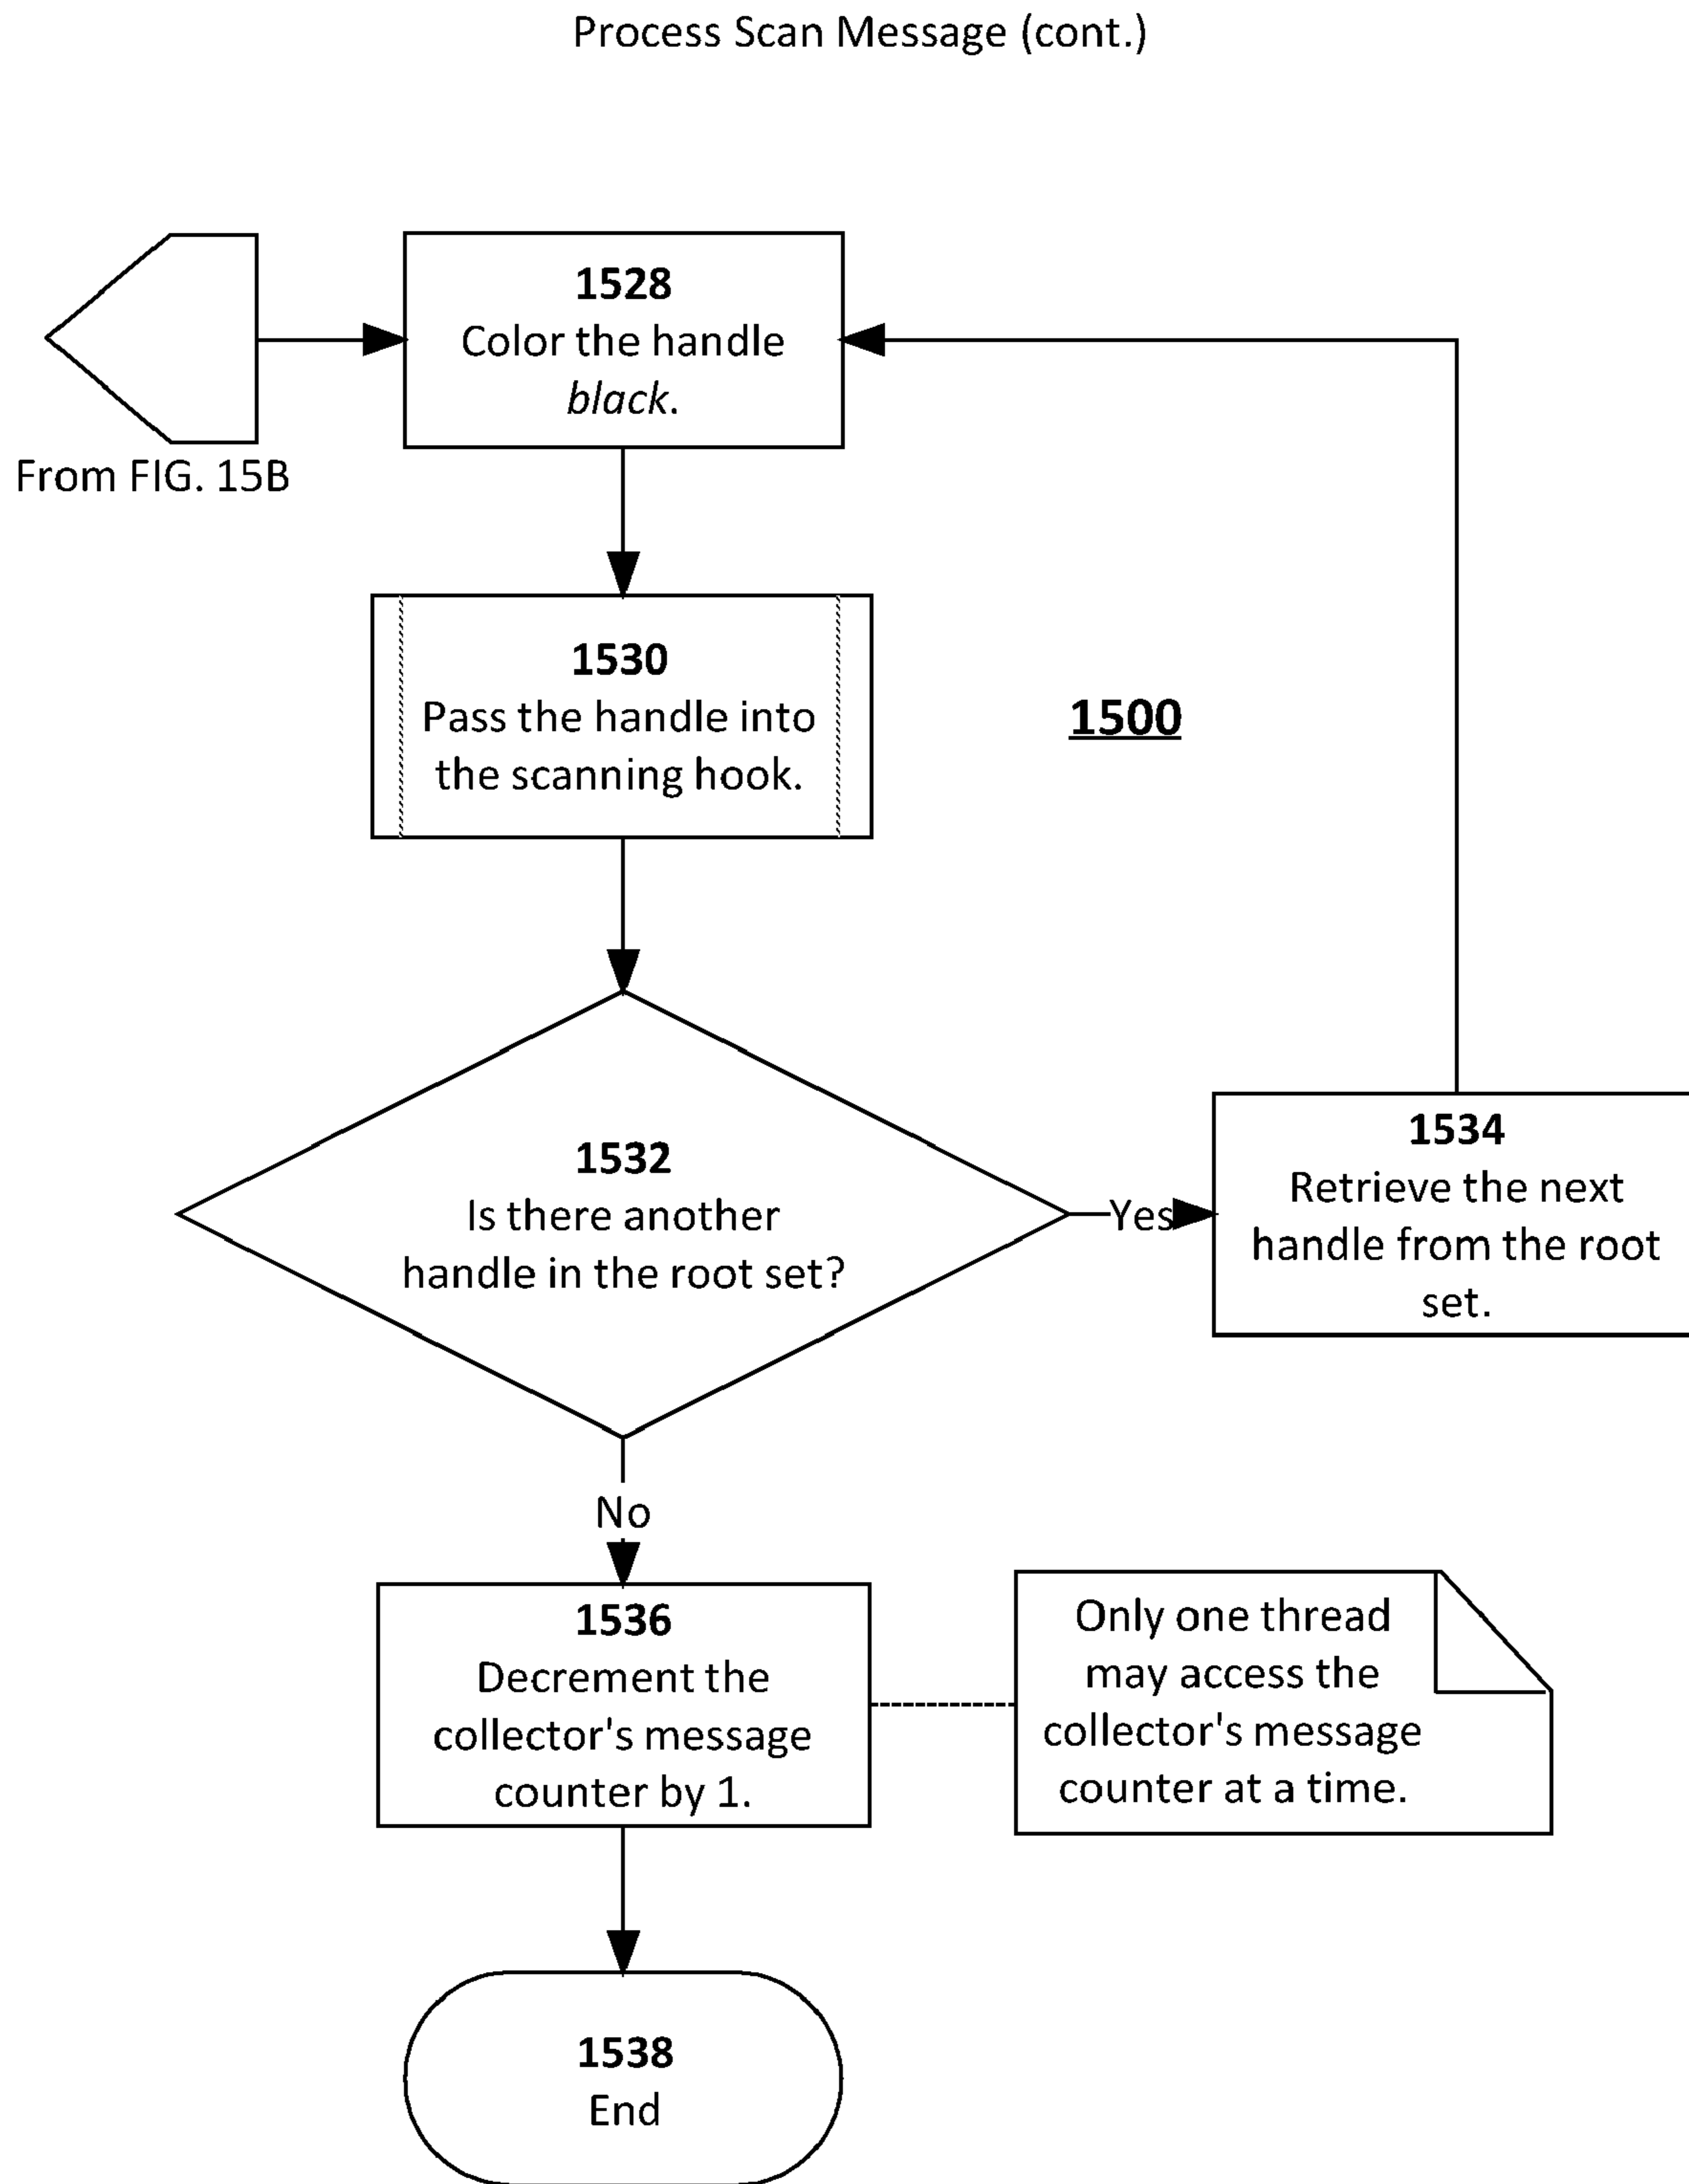 Process Scan Message (cont.)
1528
Color the handle
black.
From FIG. 15B
1530
Pass the handle into
the scanning hook.
1500
1532
Is there another
handle in the root set?
Yes
1534
Retrieve the next
handle from the root
set.
No
1536
Decrement the
collector's message
counter by 1.
Only one thread
may access the
collector's message
counter at a time.
1538
End